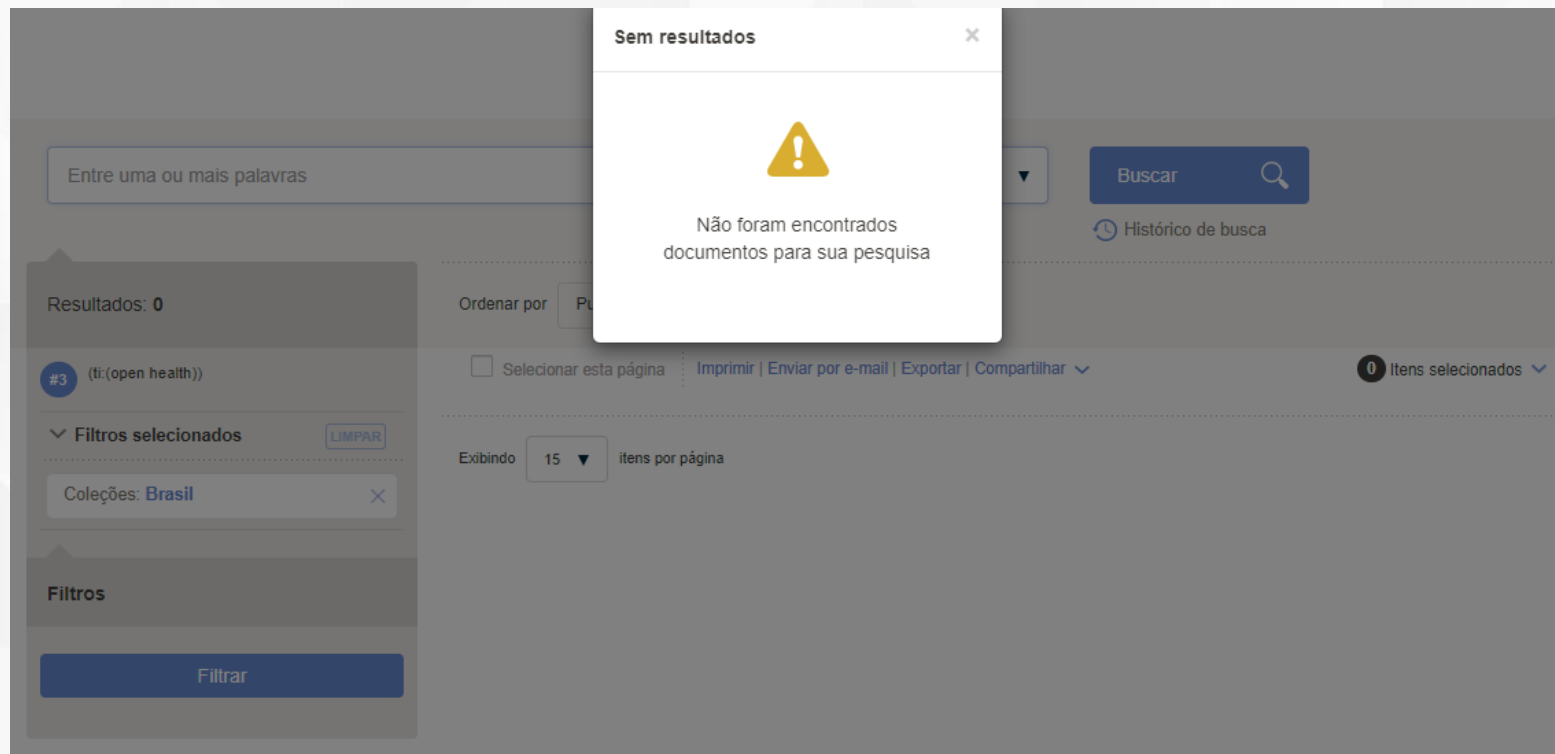 Sem resultados ×
Não foram encontrados
documentos para sua pesquisa
Entre uma ou mais palavras
Buscar
Histórico de busca
Resultados: 0
Ordenar por
#3 (ti:(open health))
Selecionar esta página Imprimir | Enviar por e-mail | Exportar | Compartilhar
0 Itens selecionados
Filtros selecionados LIMPAR
Exibindo 15 itens por página
Coleções: Brasil
Filtros
Filtrar